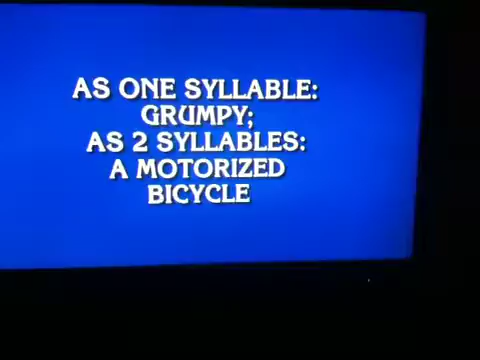 AS ONE SYLLABLE:
GRUMPY;
AS 2 SYLLABLES:
A MOTORIZED
BICYCLE